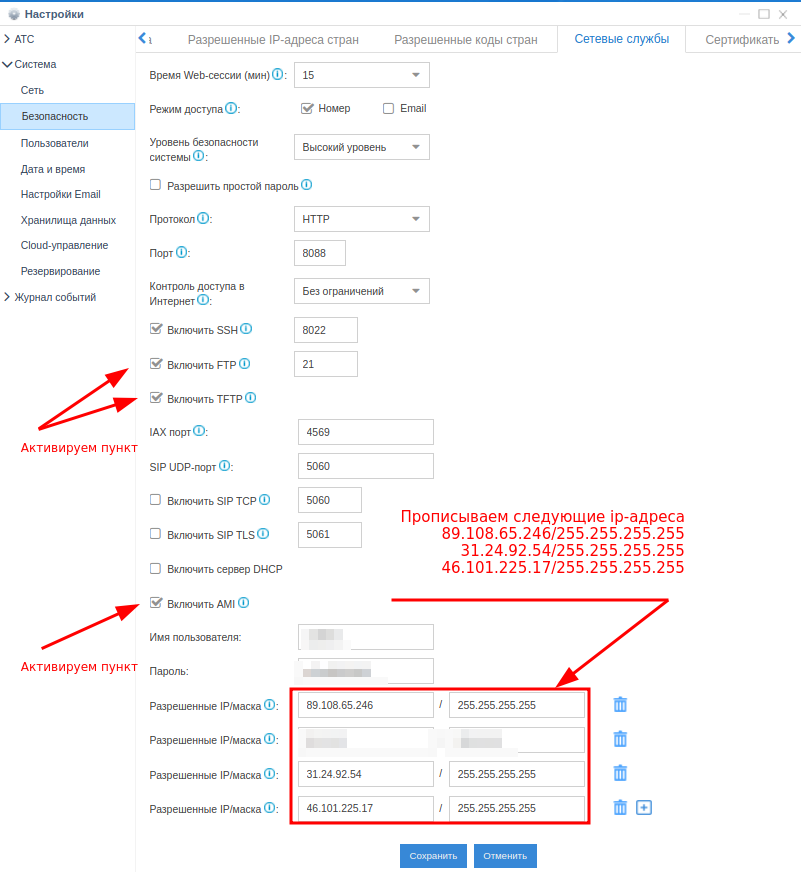 Настройки
АТС
Система
Сеть
Безопасность
Пользователи
Дата и время
Настройки Email
Хранилища данных
Cloud-управление
Резервирование
Журнал событий
Разрешенные IP-адреса стран
Разрешенные коды стран
Сетевые службы
Сертификать
Время Web-сессии (мин) : 15
Режим доступа : Номер Email
Уровень безопасности
системы : Высокий уровень
Разрешить простой пароль
Протокол : HTTP
Порт : 8088
Контроль доступа в
Интернет : Без ограничений
Включить SSH 8022
Включить FTP 21
Включить TFTP
Активируем пункт
IAX порт : 4569
SIP UDP-порт : 5060
Включить SIP TCP 5060
Включить SIP TLS 5061
Прописываем следующие ip-адреса
89.108.65.246/255.255.255.255
31.24.92.54/255.255.255.255
46.101.225.17/255.255.255.255
Включить сервер DHCP
Включить AMI
Имя пользователя:
Активируем пункт
Пароль:
Разрешенные IP/маска : 89.108.65.246 / 255.255.255.255
Разрешенные IP/маска :
Разрешенные IP/маска : 31.24.92.54 / 255.255.255.255
Разрешенные IP/маска : 46.101.225.17 / 255.255.255.255
Сохранить Отменить